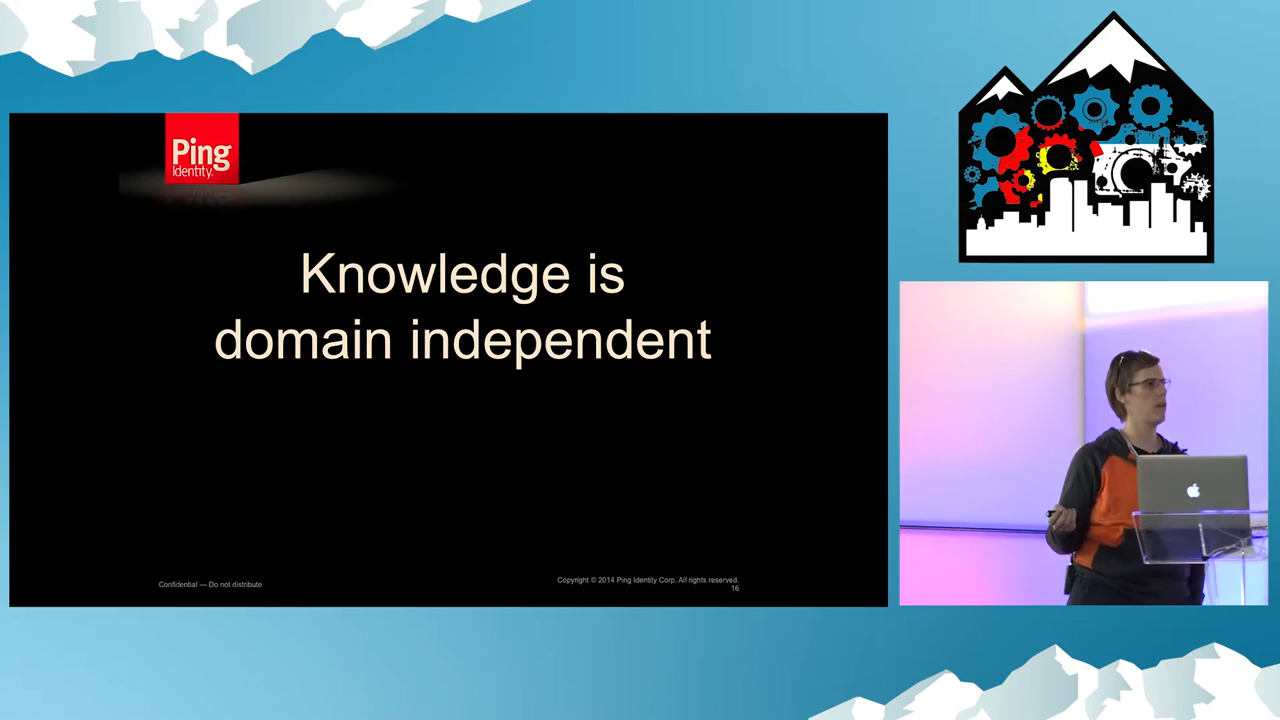 Ping
Identity.
Knowledge is
domain independent
Confidential — Do not distribute
Copyright © 2014 Ping Identity Corp. All rights reserved.
16